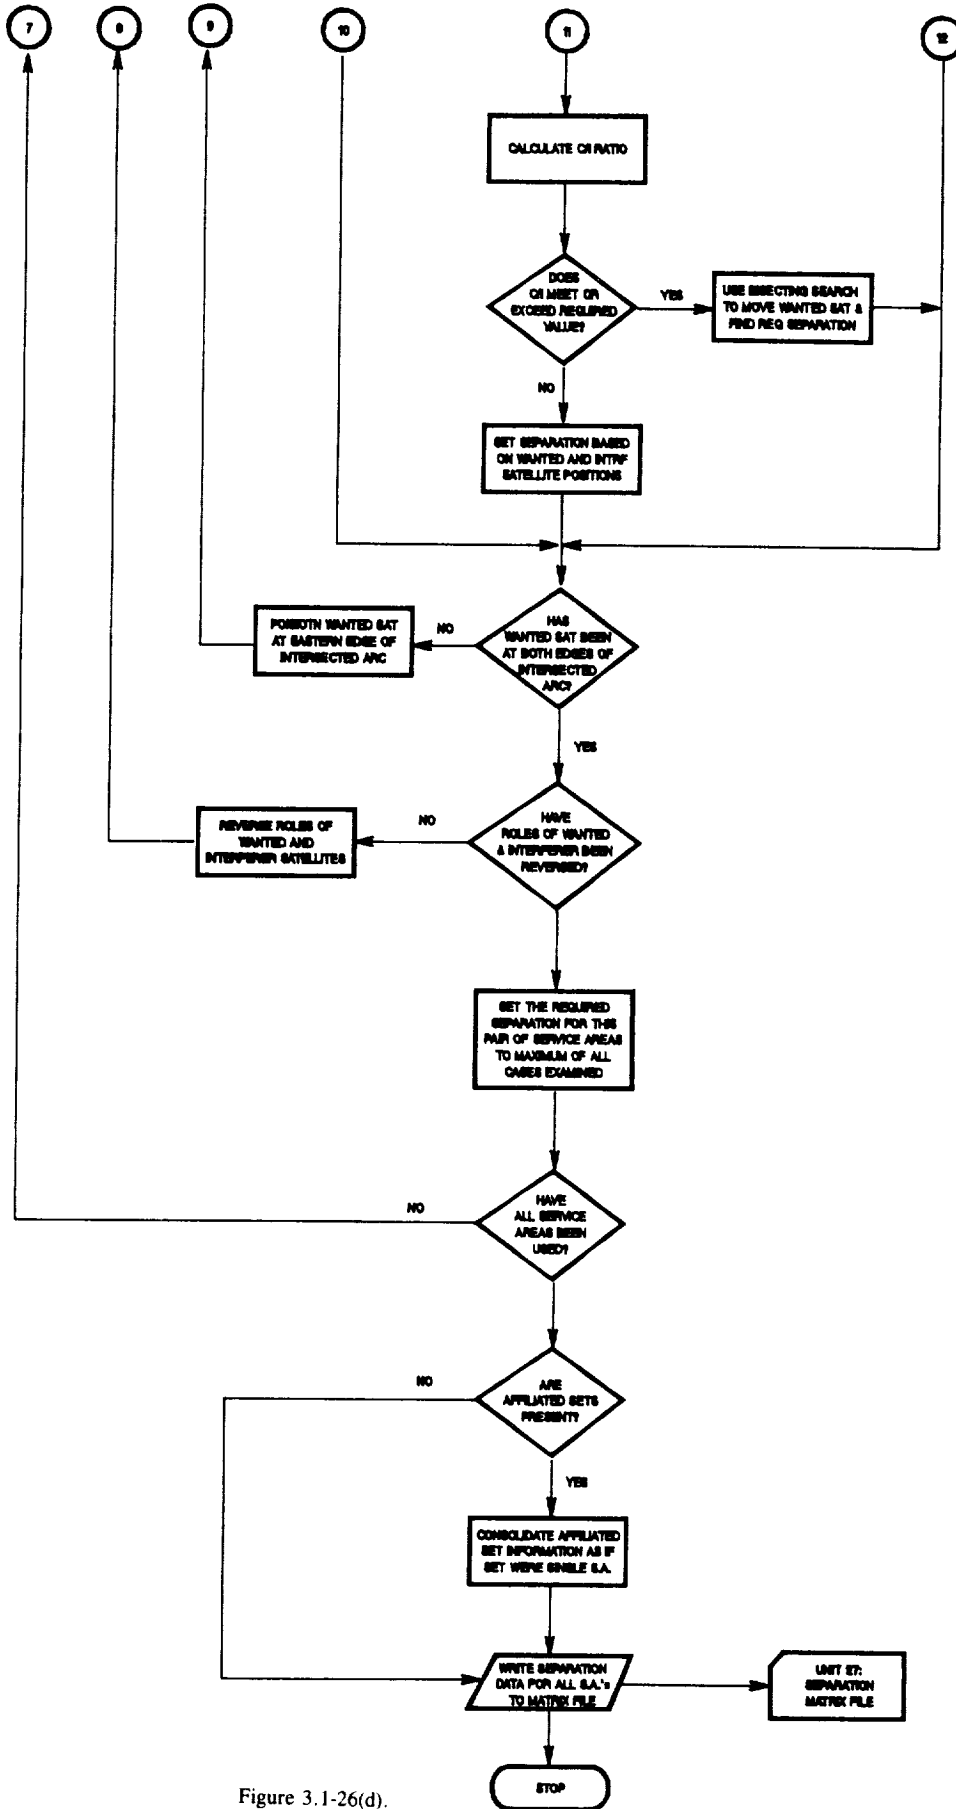 7
8
9
10
11
12
CALCULATE C/I RATIO
DOES
C/I MEET OR
EXCEED REQUIRED
VALUE?
YES
USE BISECTING SEARCH
TO MOVE WANTED SAT &
FIND REQ SEPARATION
NO
SET SEPARATION BASED
ON WANTED AND INTRF
SATELLITE POSITIONS
HAS
WANTED SAT BEEN
AT BOTH EDGES OF
INTERSECTED
ARC?
NO
AT EASTERN EDGE OF
INTERSECTED ARC
WANTED SAT
YES
HAVE
ROLES OF WANTED
& INTERFERER BEEN
REVERSED?
NO
REVERSE ROLES OF
WANTED AND
INTERFERER SATELLITES
SET THE REQUIRED
SEPARATION FOR THIS
PAIR OF SERVICE AREAS
TO MAXIMUM OF ALL
CASES EXAMINED
HAVE
ALL SERVICE
AREAS BEEN
USED?
NO
ARE
AFFILIATED SETS
PRESENT?
NO
YES
CONSOLIDATE AFFILIATED
SET INFORMATION AS IF
SET WERE SINGLE S.A.
WRITE SEPARATION
DATA FOR ALL S.A.'s
TO MATRIX FILE
UNIT 27:
SEPARATION
MATRIX FILE
STOP
Figure 3.1-26(d).